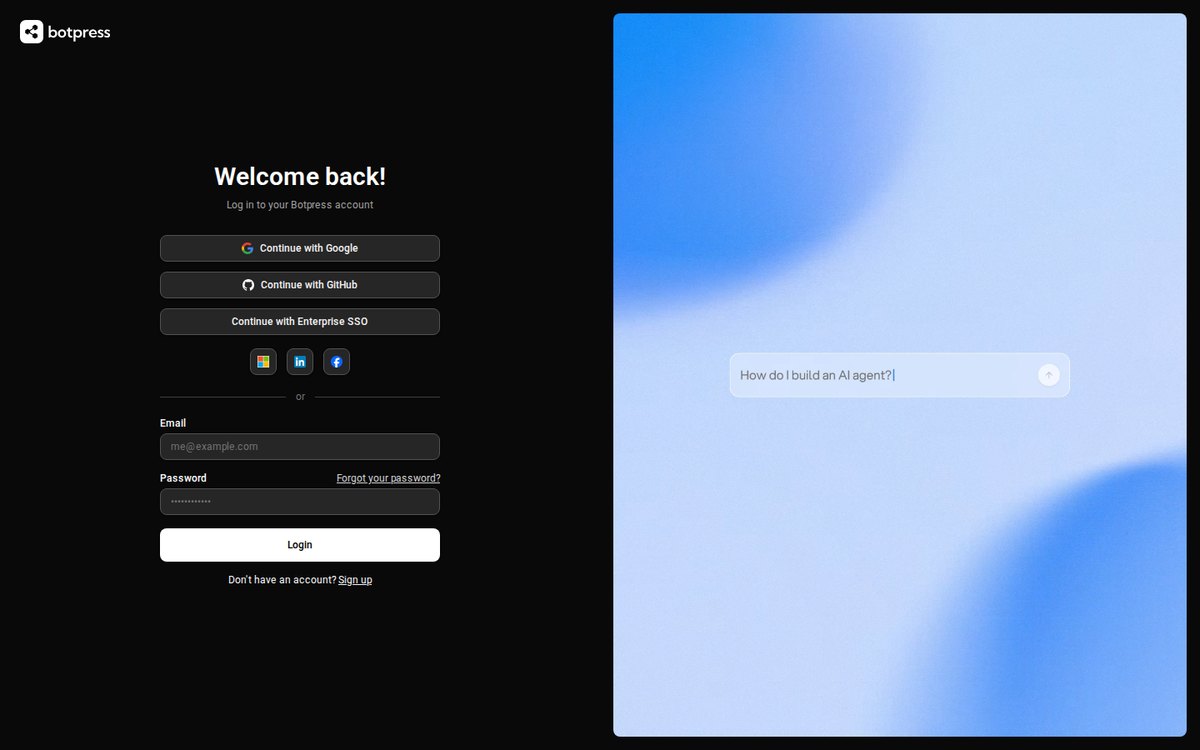 botpress
Welcome back!
Log in to your Botpress account
Continue with Google
Continue with GitHub
Continue with Enterprise SSO
or
Email
me@example.com
Password
Forgot your password?
••••••••••••
Login
Don't have an account? Sign up
How do I build an AI agent?